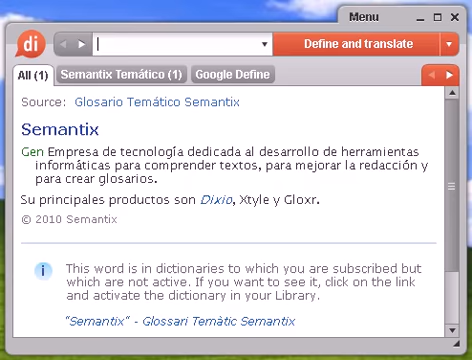 Menu
di
Define and translate
All (1)
Semantix Temático (1)
Google Define
Source: Glosario Temático Semantix
Semantix
Gen Empresa de tecnología dedicada al desarrollo de herramientas
informáticas para comprender textos, para mejorar la redacción y
para crear glosarios.
Su principales producto son Dixio, Xtyle y Gloxr.
© 2010 Semantix
This word is in dictionaries to which you are subscribed but
which are not active. If you want to see it, click on the link
and activate the dictionary in your Library.
"Semantix" - Glossari Temàtic Semantix